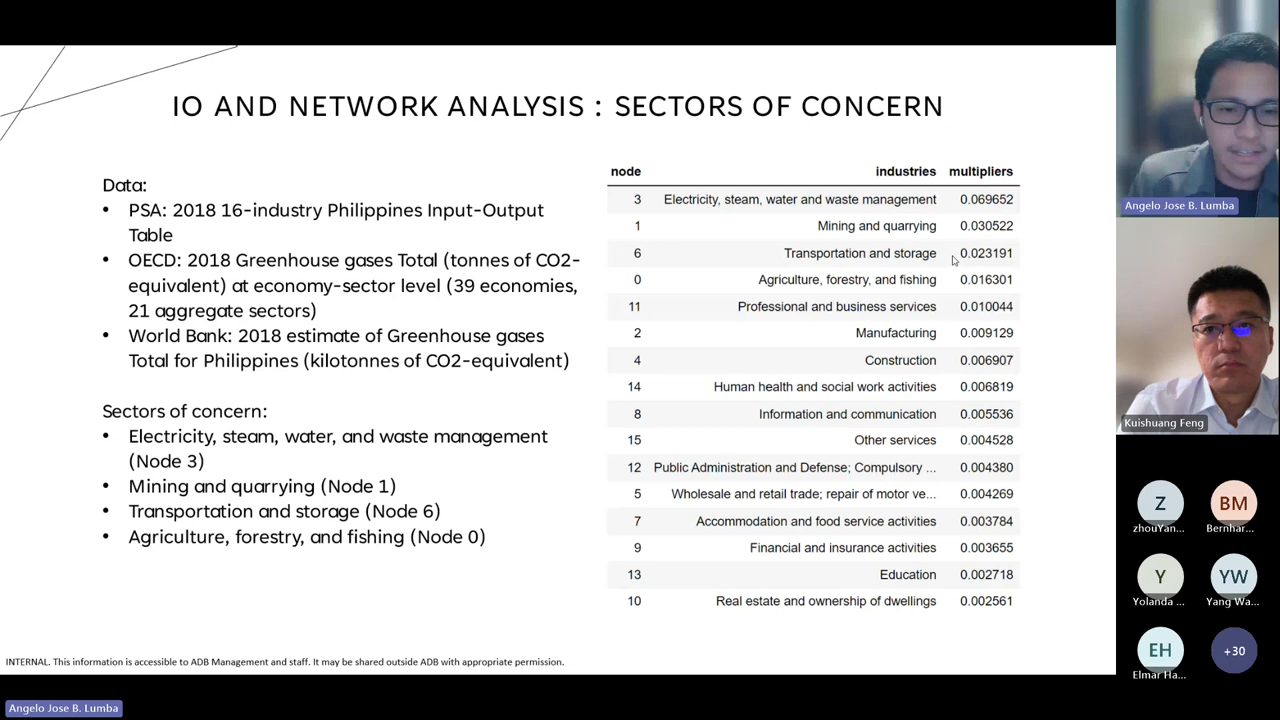 IO AND NETWORK ANALYSIS : SECTORS OF CONCERN
Data:
• PSA: 2018 16-industry Philippines Input-Output
Table
• OECD: 2018 Greenhouse gases Total (tonnes of CO2-
equivalent) at economy-sector level (39 economies,
21 aggregate sectors)
• World Bank: 2018 estimate of Greenhouse gases
Total for Philippines (kilotonnes of CO2-equivalent)
Sectors of concern:
• Electricity, steam, water, and waste management
(Node 3)
• Mining and quarrying (Node 1)
• Transportation and storage (Node 6)
• Agriculture, forestry, and fishing (Node 0)
node industries multipliers
3 Electricity, steam, water and waste management 0.069652
1 Mining and quarrying 0.030522
6 Transportation and storage 0.023191
0 Agriculture, forestry, and fishing 0.016301
11 Professional and business services 0.010044
2 Manufacturing 0.009129
4 Construction 0.006907
14 Human health and social work activities 0.006819
8 Information and communication 0.005536
15 Other services 0.004528
12 Public Administration and Defense; Compulsory ... 0.004380
5 Wholesale and retail trade; repair of motor ve... 0.004269
7 Accommodation and food service activities 0.003784
9 Financial and insurance activities 0.003655
13 Education 0.002718
10 Real estate and ownership of dwellings 0.002561
INTERNAL. This information is accessible to ADB Management and staff. It may be shared outside ADB with appropriate permission.
Angelo Jose B. Lumba
Angelo Jose B. Lumba
Kuishuang Feng
Z BM
zhouYan... Bernhar...
Y YW
Yolanda ... Yang Wa...
EH +30
Elmar Ha...